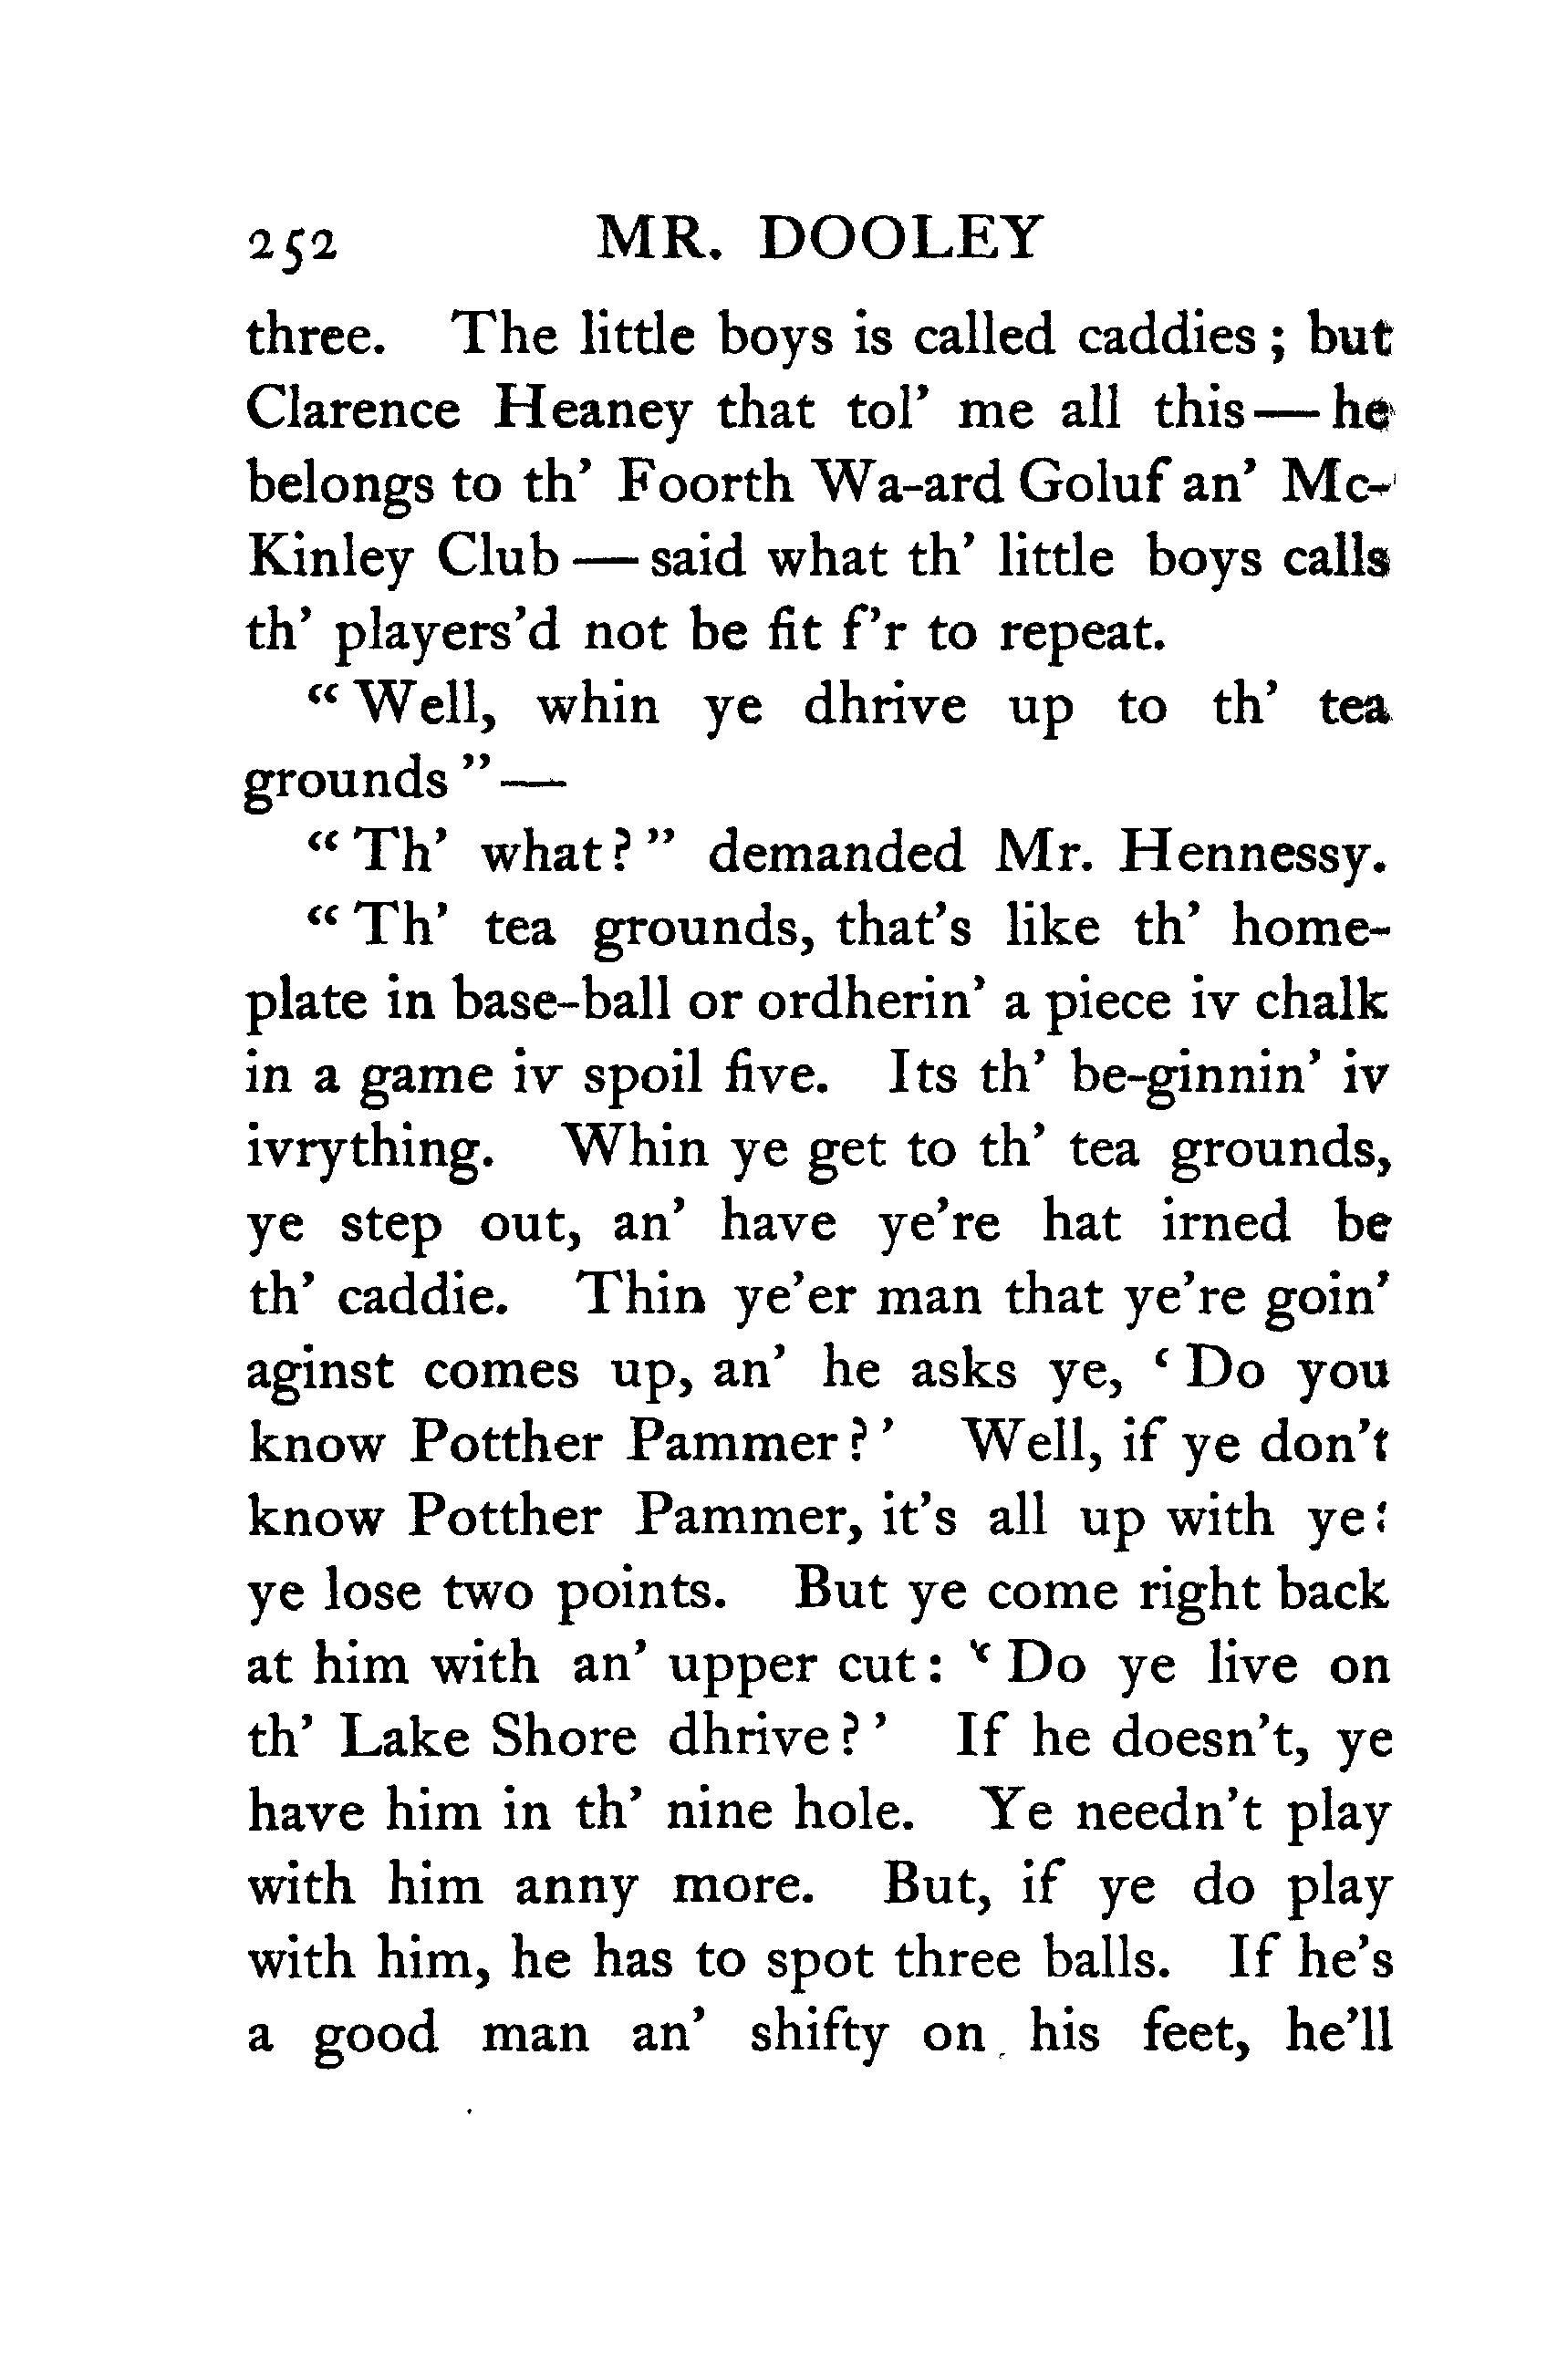 252 MR. DOOLEY
three. The little boys is called caddies; but
Clarence Heaney that tol' me all this—he
belongs to th' Foorth Wa-ard Goluf an' Mc-
Kinley Club—said what th' little boys calls
th' players'd not be fit f'r to repeat.
"Well, whin ye dhrive up to th' tea
grounds"—
"Th' what?" demanded Mr. Hennessy.
"Th' tea grounds, that's like th' home-
plate in base-ball or ordherin' a piece iv chalk
in a game iv spoil five. Its th' be-ginnin' iv
ivrything. Whin ye get to th' tea grounds,
ye step out, an' have ye're hat irned be
th' caddie. Thin ye'er man that ye're goin'
aginst comes up, an' he asks ye, 'Do you
know Potther Pammer?' Well, if ye don't
know Potther Pammer, it's all up with ye:
ye lose two points. But ye come right back
at him with an' upper cut: 'Do ye live on
th' Lake Shore dhrive?' If he doesn't, ye
have him in th' nine hole. Ye needn't play
with him anny more. But, if ye do play
with him, he has to spot three balls. If he's
a good man an' shifty on his feet, he'll